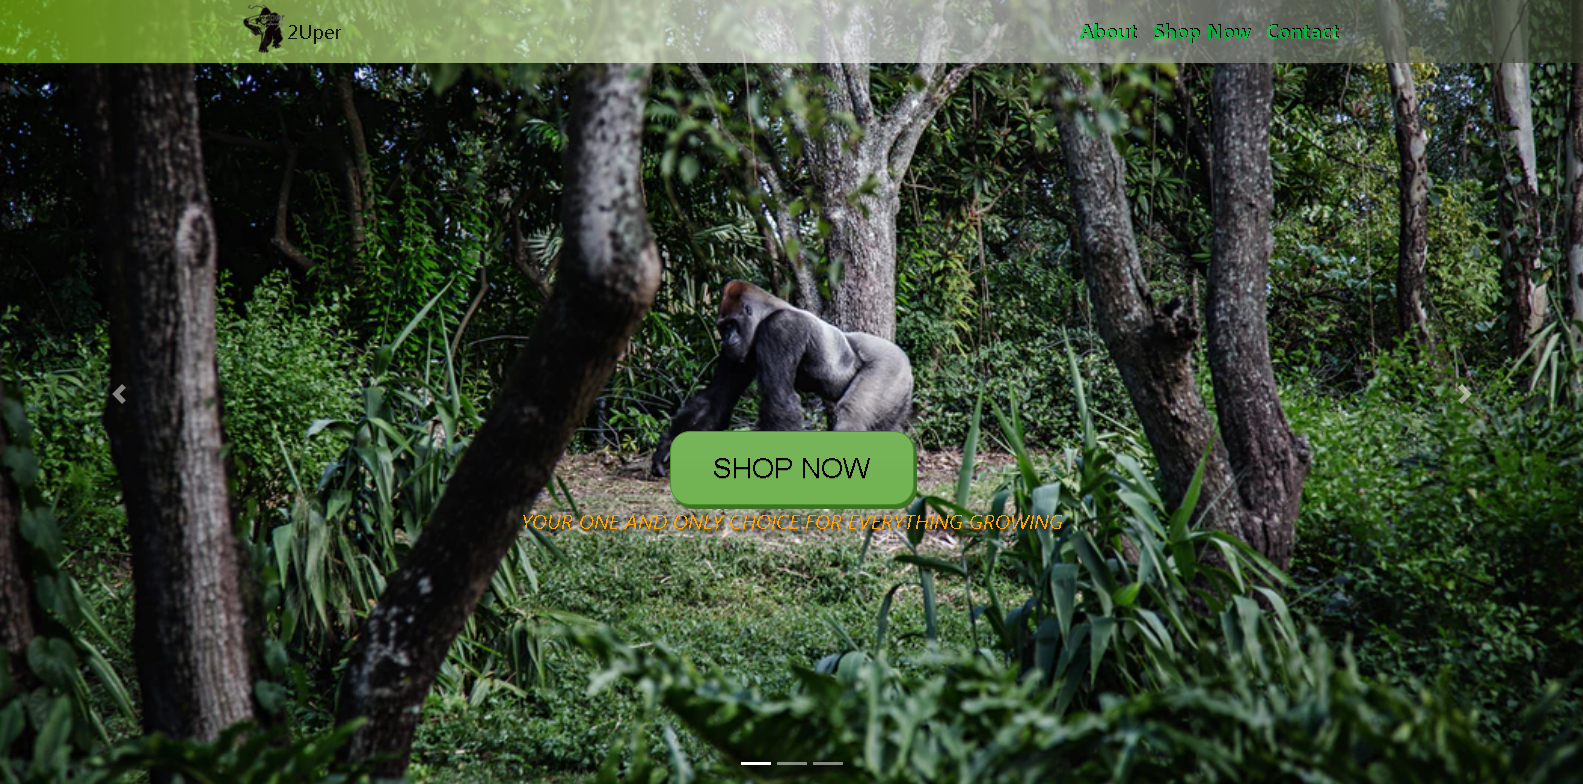 2Uper
About Shop Now Contact
SHOP NOW
YOUR ONE AND ONLY CHOICE FOR EVERYTHING GROWING